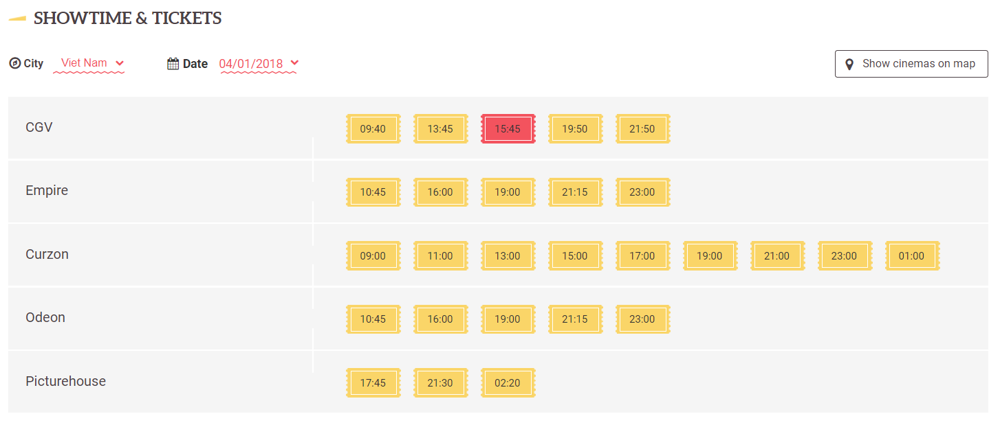 SHOWTIME & TICKETS
City Viet Nam Date 04/01/2018 Show cinemas on map
CGV 09:40 13:45 15:45 19:50 21:50
Empire 10:45 16:00 19:00 21:15 23:00
Curzon 09:00 11:00 13:00 15:00 17:00 19:00 21:00 23:00 01:00
Odeon 10:45 16:00 19:00 21:15 23:00
Picturehouse 17:45 21:30 02:20